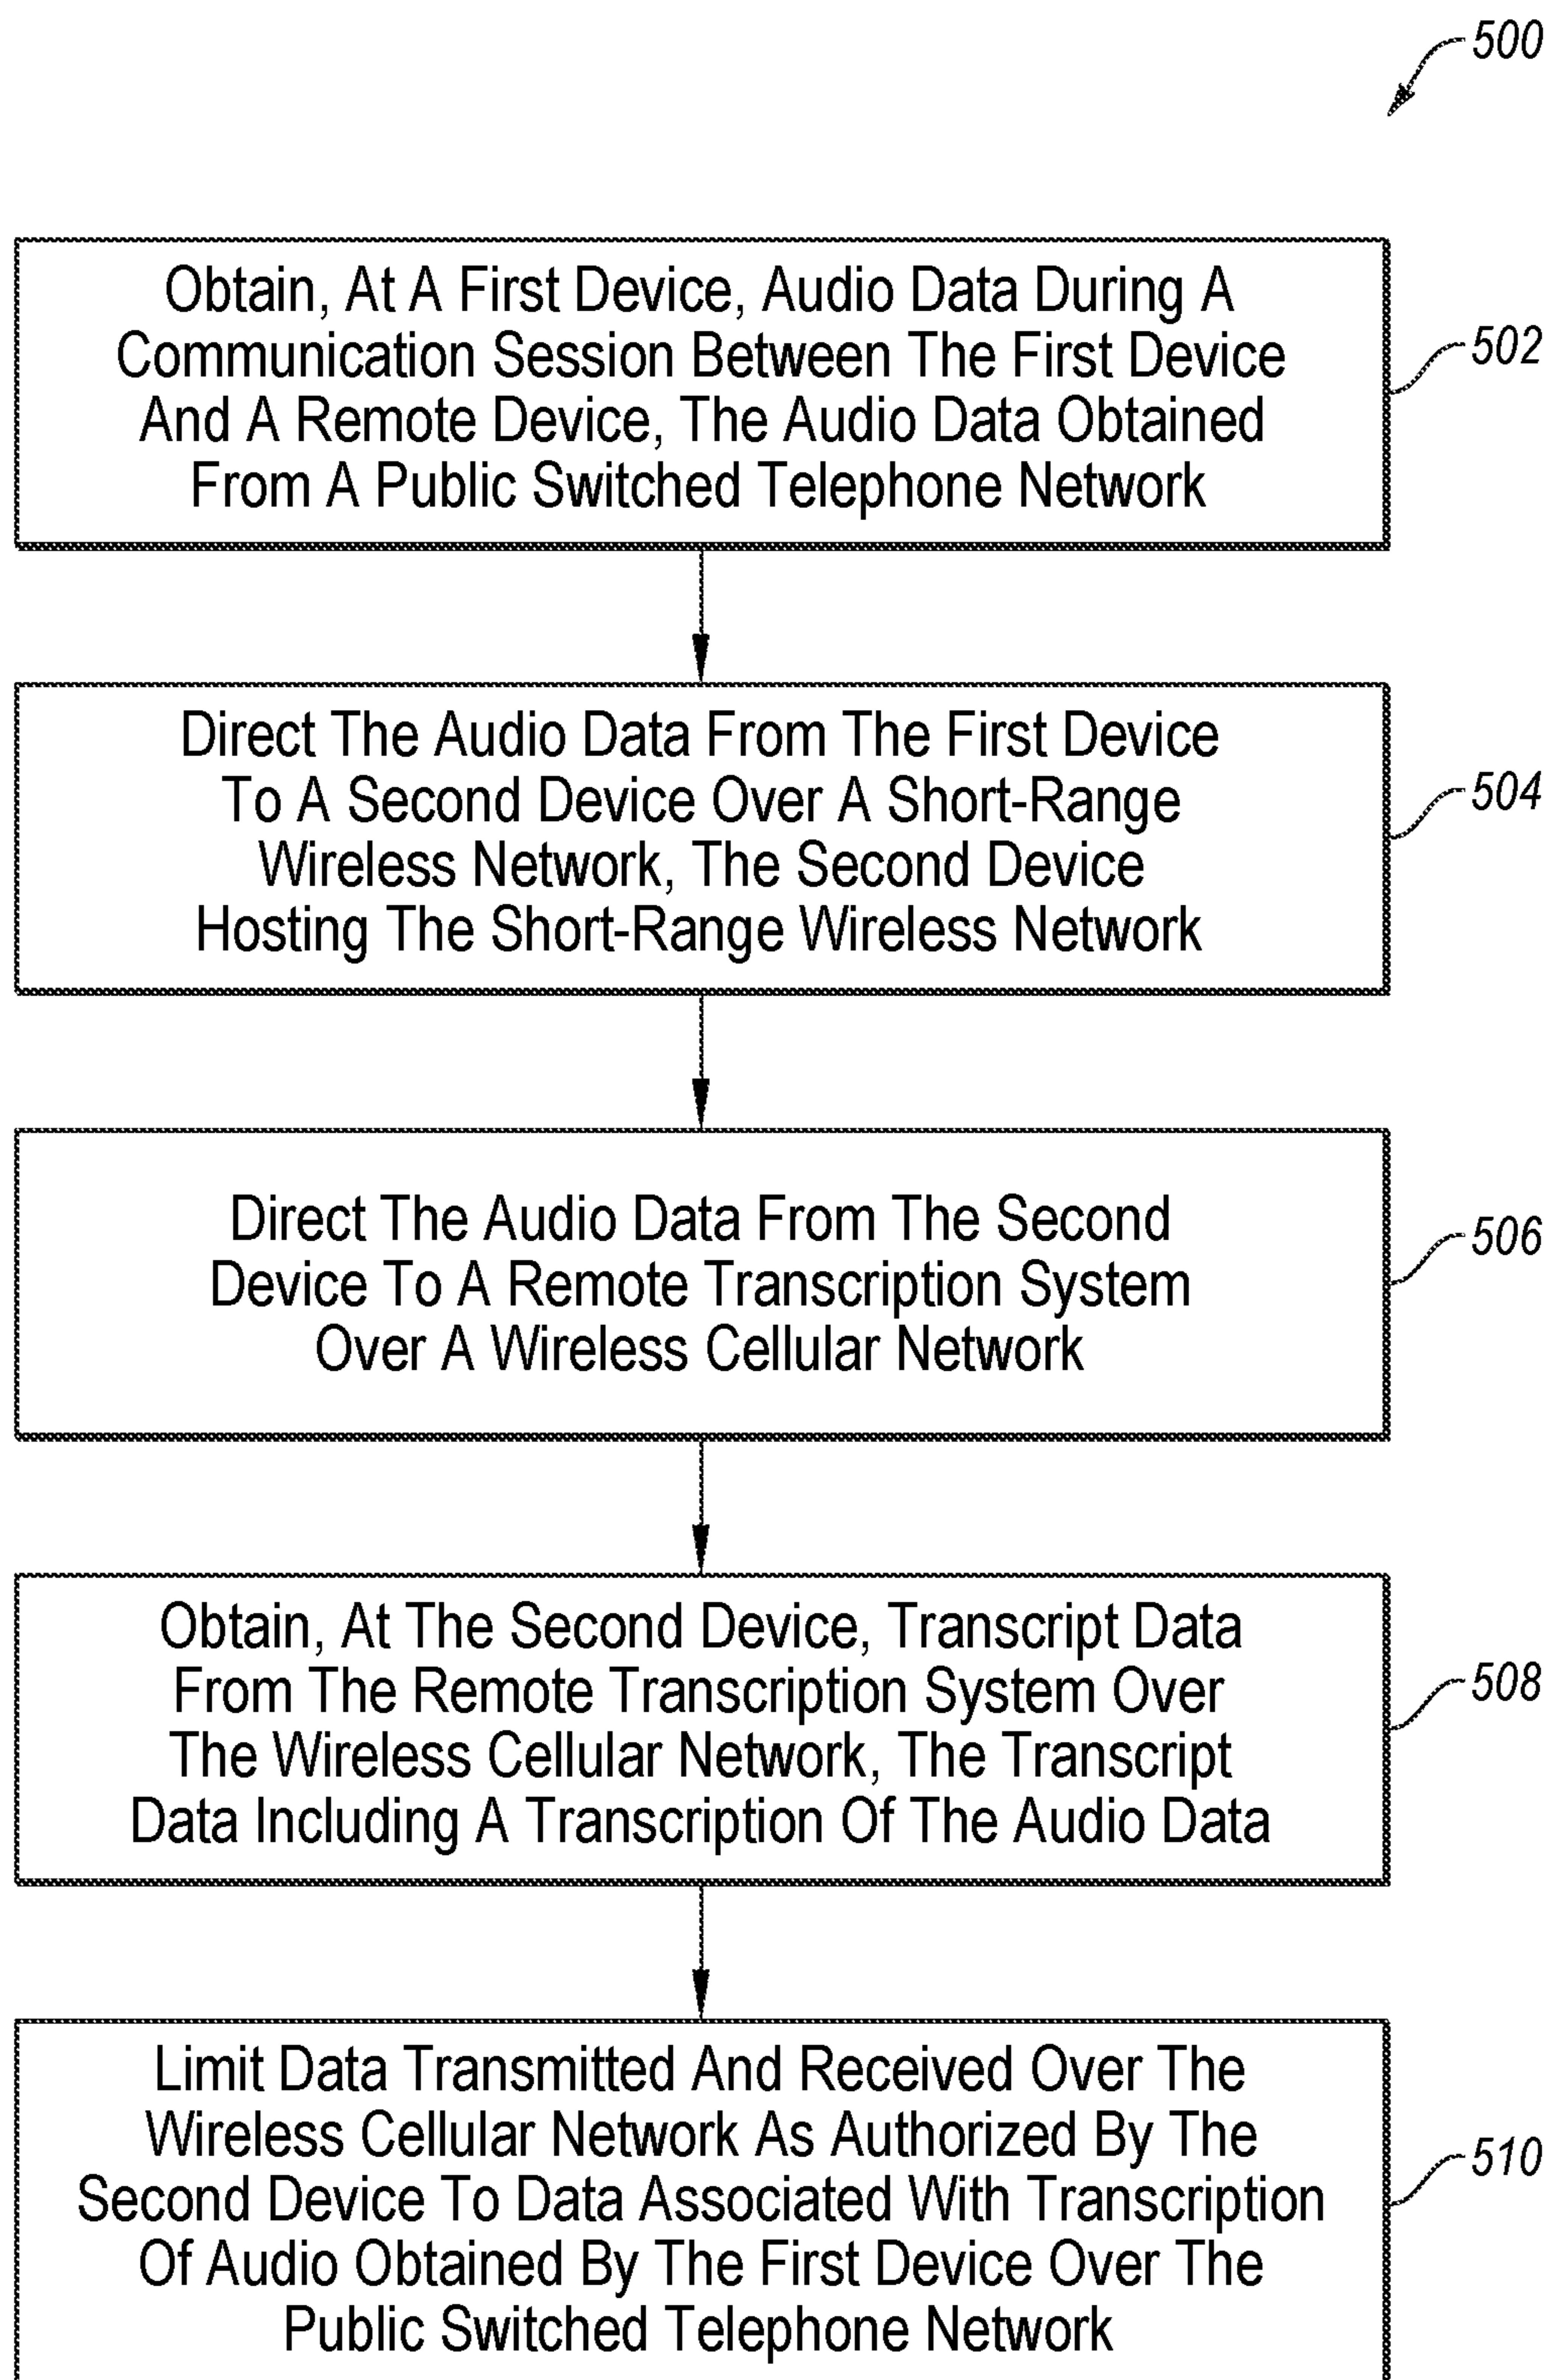 500
Obtain, At A First Device, Audio Data During A
Communication Session Between The First Device
And A Remote Device, The Audio Data Obtained
From A Public Switched Telephone Network
502
Direct The Audio Data From The First Device
To A Second Device Over A Short-Range
Wireless Network, The Second Device
Hosting The Short-Range Wireless Network
504
Direct The Audio Data From The Second
Device To A Remote Transcription System
Over A Wireless Cellular Network
506
Obtain, At The Second Device, Transcript Data
From The Remote Transcription System Over
The Wireless Cellular Network, The Transcript
Data Including A Transcription Of The Audio Data
508
Limit Data Transmitted And Received Over The
Wireless Cellular Network As Authorized By The
Second Device To Data Associated With Transcription
Of Audio Obtained By The First Device Over The
Public Switched Telephone Network
510